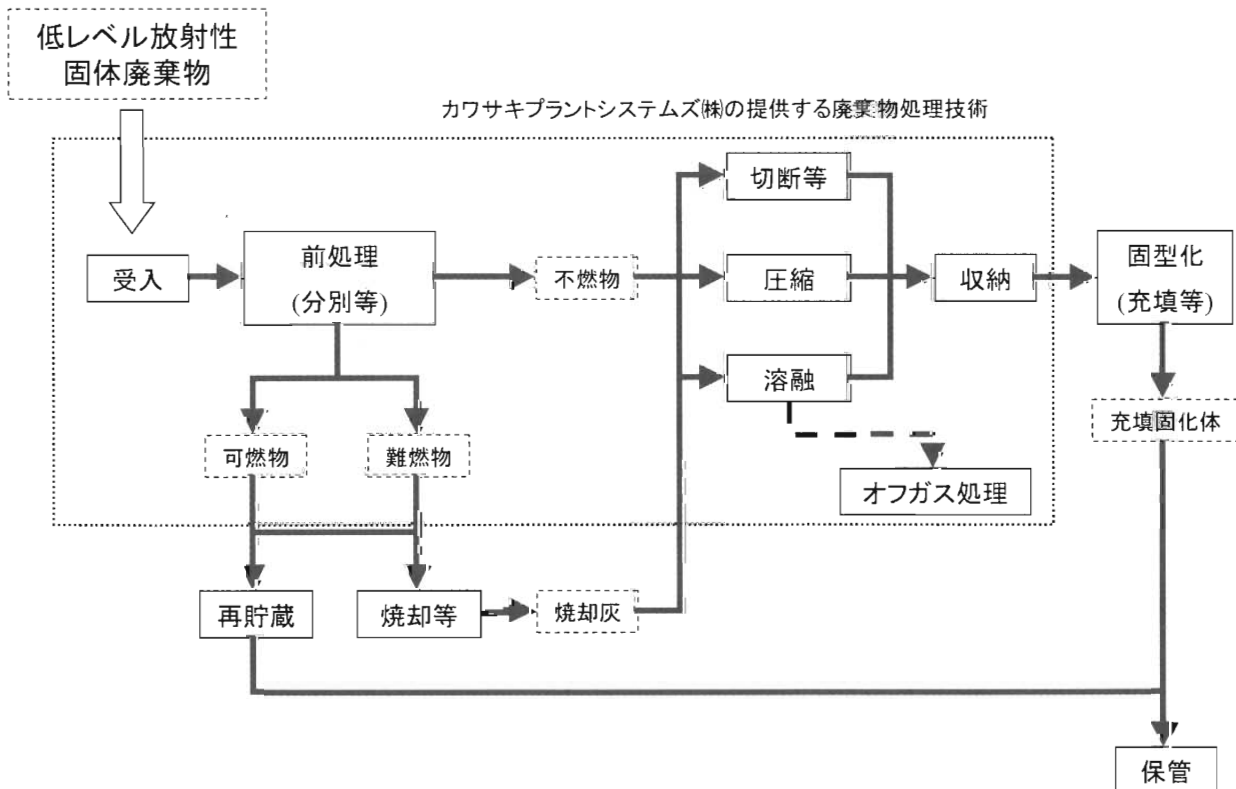 低レベル放射性
固体廃棄物
カワサキプラントシステムズ㈱の提供する廃棄物処理技術
切断等
受入
前処理
(分別等)
不燃物
圧縮
収納
固型化
(充填等)
溶融
充填固化体
可燃物
難燃物
オフガス処理
再貯蔵
焼却等
焼却灰
保管